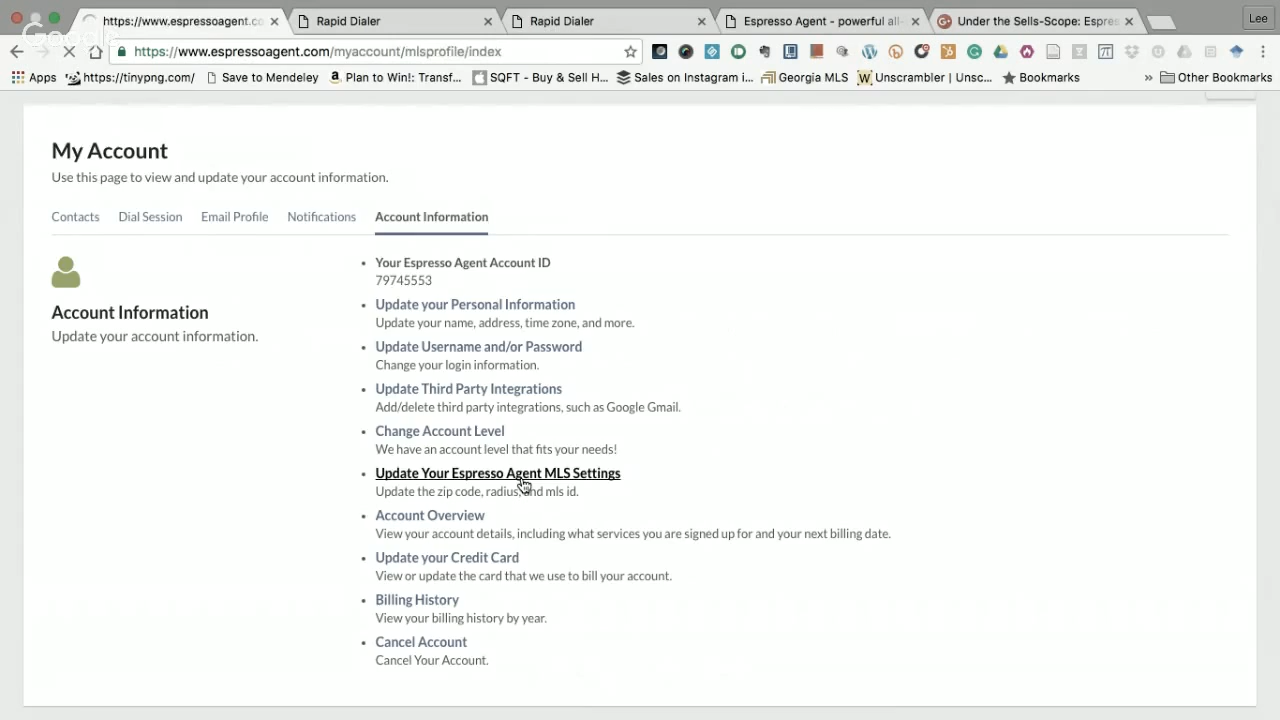 https://www.espressoagent.co
Rapid Dialer
Rapid Dialer
Espresso Agent - powerful all-
Under the Sells-Scope: Espres
Lee
Google
https://www.espressoagent.com/myaccount/mlsprofile/index
Apps
https://tinypng.com/
Save to Mendeley
Plan to Win!: Transf...
SQFT - Buy & Sell H...
Sales on Instagram i...
Georgia MLS
Unscrambler | Unsc...
Bookmarks
» Other Bookmarks
My Account
Use this page to view and update your account information.
Contacts Dial Session Email Profile Notifications Account Information
Account Information
Update your account information.
• Your Espresso Agent Account ID
79745553
• Update your Personal Information
Update your name, address, time zone, and more.
• Update Username and/or Password
Change your login information.
• Update Third Party Integrations
Add/delete third party integrations, such as Google Gmail.
• Change Account Level
We have an account level that fits your needs!
• Update Your Espresso Agent MLS Settings
Update the zip code, radius, and mls id.
• Account Overview
View your account details, including what services you are signed up for and your next billing date.
• Update your Credit Card
View or update the card that we use to bill your account.
• Billing History
View your billing history by year.
• Cancel Account
Cancel Your Account.